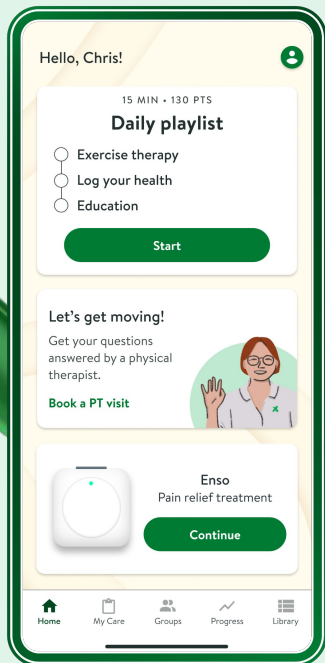 Hello, Chris!
15 MIN • 130 PTS
Daily playlist
Exercise therapy
Log your health
Education
Start
Let's get moving!
Get your questions
answered by a physical
therapist.
Book a PT visit
Enso
Pain relief treatment
Continue
Home
My Care
Groups
Progress
Library